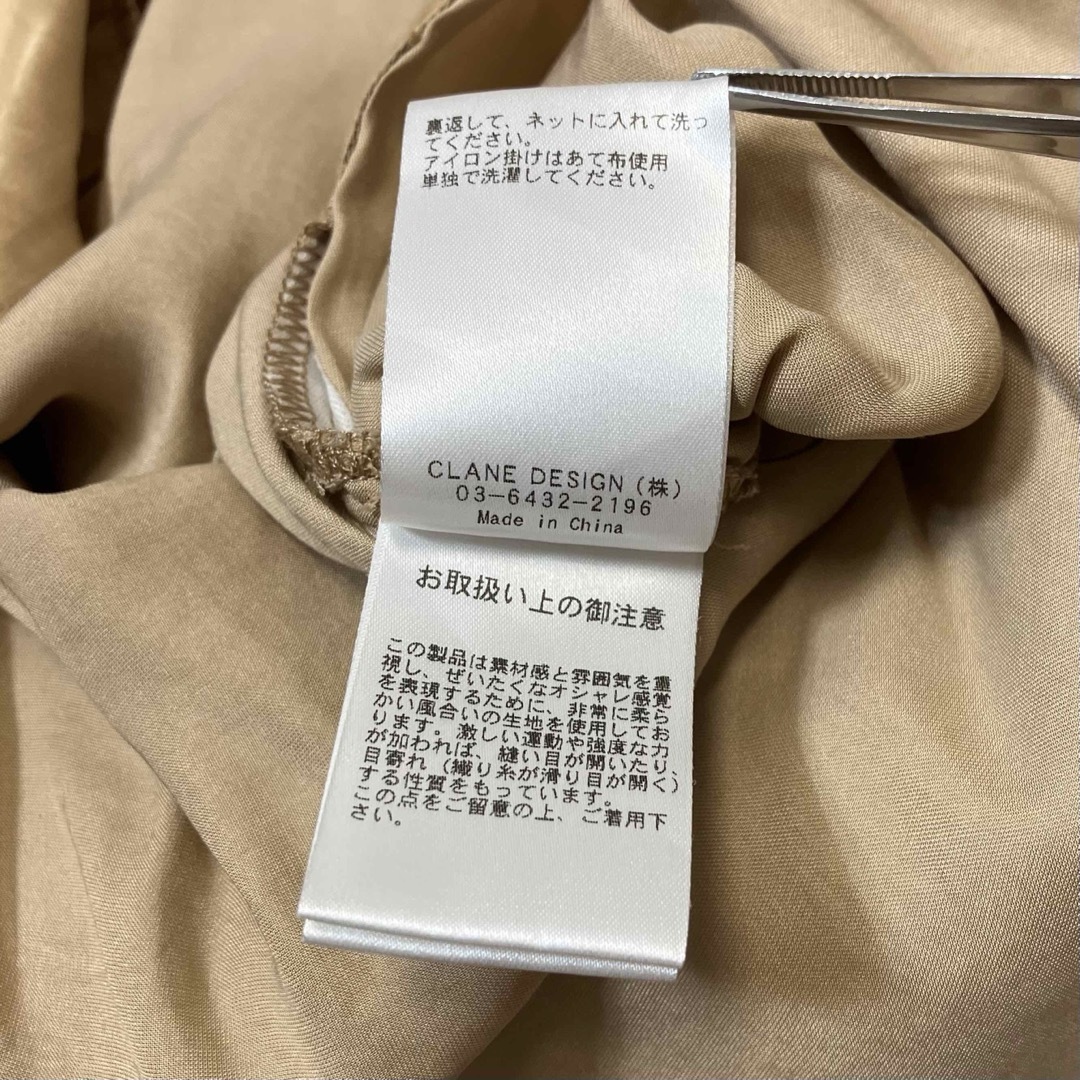 裏返して、ネットに入れて洗っ
てください。
アイロン掛けはあて布使用
単独で洗濯してください。
CLANE DESIGN (株)
03-6432-2196
Made in China
お取扱い上の御注意
この製品は素材感と雰囲気を重
視し、ぜいたくなオシャレ感覚
を表現するために、非常に柔ら
かい風合いの生地を使用してお
ります。激しい運動や強度な力
が加われば、縫い目が開いたり、
目寄れ（織り糸が滑り目が開く）
する性質をもっています。
この点をご留意の上、ご着用下
さい。